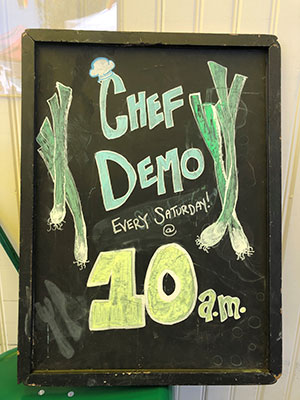 CHEF
DEMO
EVERY SATURDAY!
@
10 a.m.